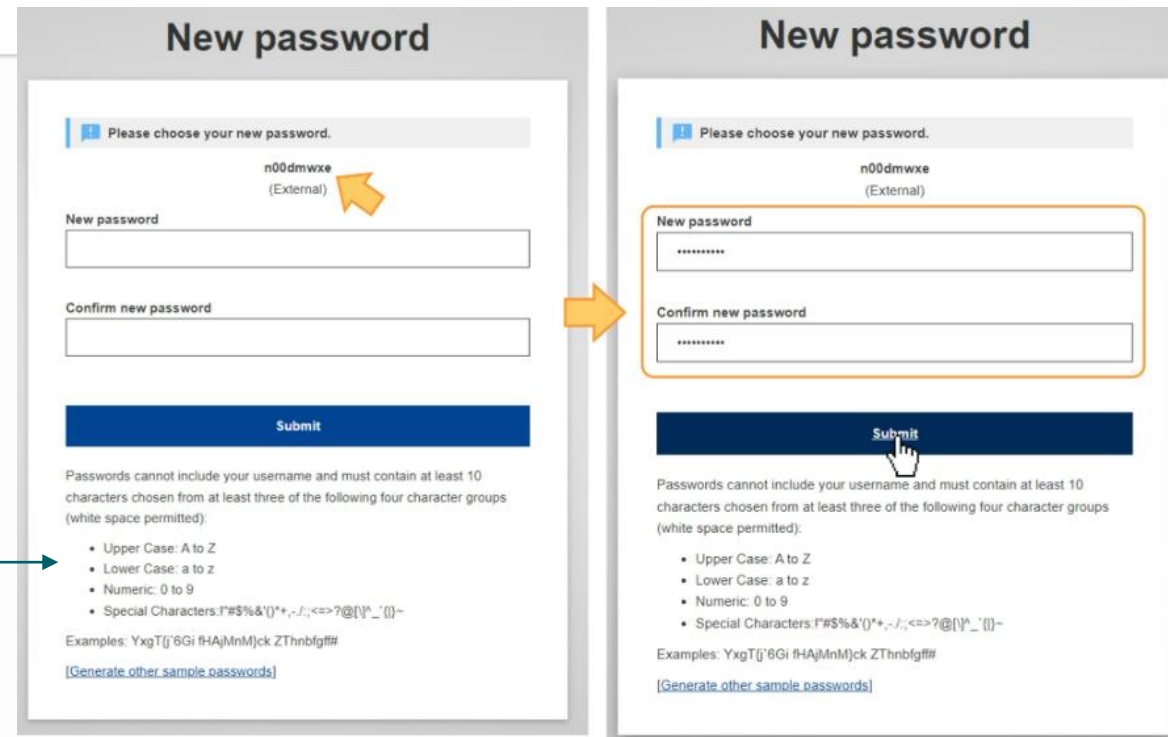 New password
Please choose your new password.
n00dmwxe
(External)
New password
Confirm new password
Submit
Passwords cannot include your username and must contain at least 10
characters chosen from at least three of the following four character groups
(white space permitted):
• Upper Case: A to Z
• Lower Case: a to z
• Numeric: 0 to 9
• Special Characters:!"#$%&'()*+,-./:;<=>?@[\]^_`{|}~
Examples: YxgT{j`6Gi fHAjMnM}ck ZThnbfgff#
[Generate other sample passwords]
New password
Please choose your new password.
n00dmwxe
(External)
New password
••••••••••
Confirm new password
••••••••••
Submit
Passwords cannot include your username and must contain at least 10
characters chosen from at least three of the following four character groups
(white space permitted):
• Upper Case: A to Z
• Lower Case: a to z
• Numeric: 0 to 9
• Special Characters:!"#$%&'()*+,-./:;<=>?@[\]^_`{|}~
Examples: YxgT{j`6Gi fHAjMnM}ck ZThnbfgff#
[Generate other sample passwords]